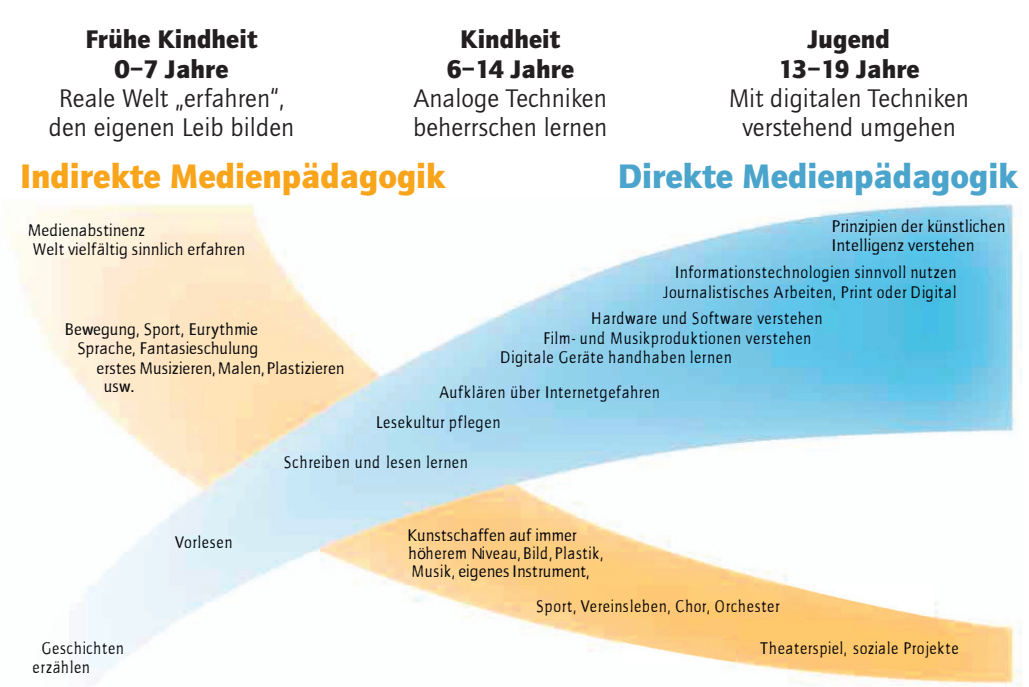 Frühe Kindheit
0–7 Jahre
Reale Welt „erfahren“,
den eigenen Leib bilden
Kindheit
6–14 Jahre
Analoge Techniken
beherrschen lernen
Jugend
13–19 Jahre
Mit digitalen Techniken
verstehend umgehen
Indirekte Medienpädagogik
Direkte Medienpädagogik
Medienabstinenz
Welt vielfältig sinnlich erfahren
Bewegung, Sport, Eurythmie
Sprache, Fantasieschulung
erstes Musizieren, Malen, Plastizieren
usw.
Prinzipien der künstlichen
Intelligenz verstehen
Informationstechnologien sinnvoll nutzen
Journalistisches Arbeiten, Print oder Digital
Hardware und Software verstehen
Film- und Musikproduktionen verstehen
Digitale Geräte handhaben lernen
Aufklären über Internetgefahren
Lesekultur pflegen
Schreiben und lesen lernen
Vorlesen
Geschichten
erzählen
Kunstschaffen auf immer
höherem Niveau, Bild, Plastik,
Musik, eigenes Instrument,
Sport, Vereinsleben, Chor, Orchester
Theaterspiel, soziale Projekte